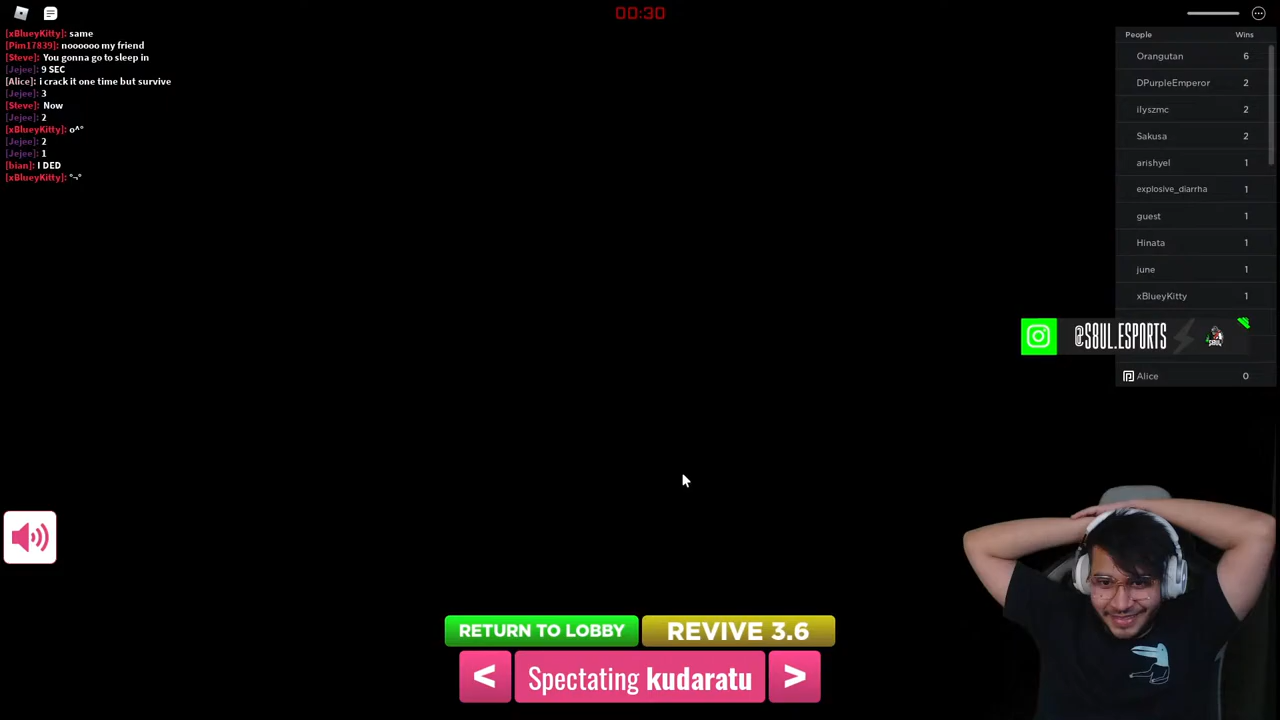 00:30
[xBlueyKitty]: same
[Pim17839]: noooooo my friend
[Steve]: You gonna go to sleep in
[Jejee]: 9 SEC
[Alice]: i crack it one time but survive
[Jejee]: 3
[Steve]: Now
[Jejee]: 2
[xBlueyKitty]: o^°
[Jejee]: 2
[Jejee]: 1
[bian]: I DED
[xBlueyKitty]: °¬°
People Wins
Orangutan 6
DPurpleEmperor 2
ilyszmc 2
Sakusa 2
arishyel 1
explosive_diarrha 1
guest 1
Hinata 1
june 1
xBlueyKitty 1
@S8UL.ESPORTS
Alice 0
RETURN TO LOBBY
REVIVE 3.6
< Spectating kudaratu >